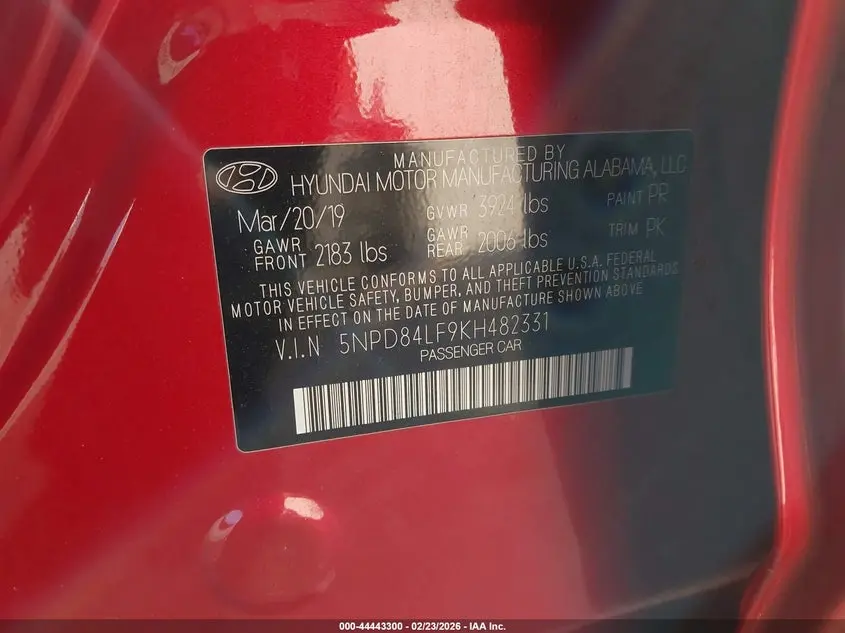 MANUFACTURED BY
HYUNDAI MOTOR MANUFACTURING ALABAMA, LLC
Mar/20/19 GVWR 3924 lbs PAINT PR
GAWR FRONT 2183 lbs GAWR REAR 2006 lbs TRIM PK
THIS VEHICLE CONFORMS TO ALL APPLICABLE U.S.A. FEDERAL
MOTOR VEHICLE SAFETY, BUMPER, AND THEFT PREVENTION STANDARDS
IN EFFECT ON THE DATE OF MANUFACTURE SHOWN ABOVE
V.I.N 5NPD84LF9KH482331
PASSENGER CAR
000-44443300 - 02/23/2026 - IAA Inc.